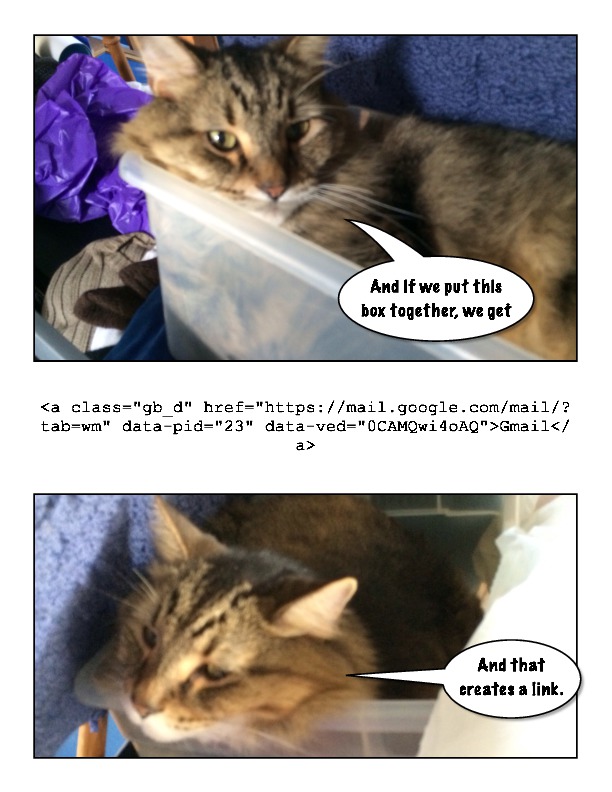 And if we put this
box together, we get
<a class="gb_d" href="https://mail.google.com/mail/?
tab=wm" data-pid="23" data-ved="0CAMQwi4oAQ">Gmail</
a>
And that
creates a link.